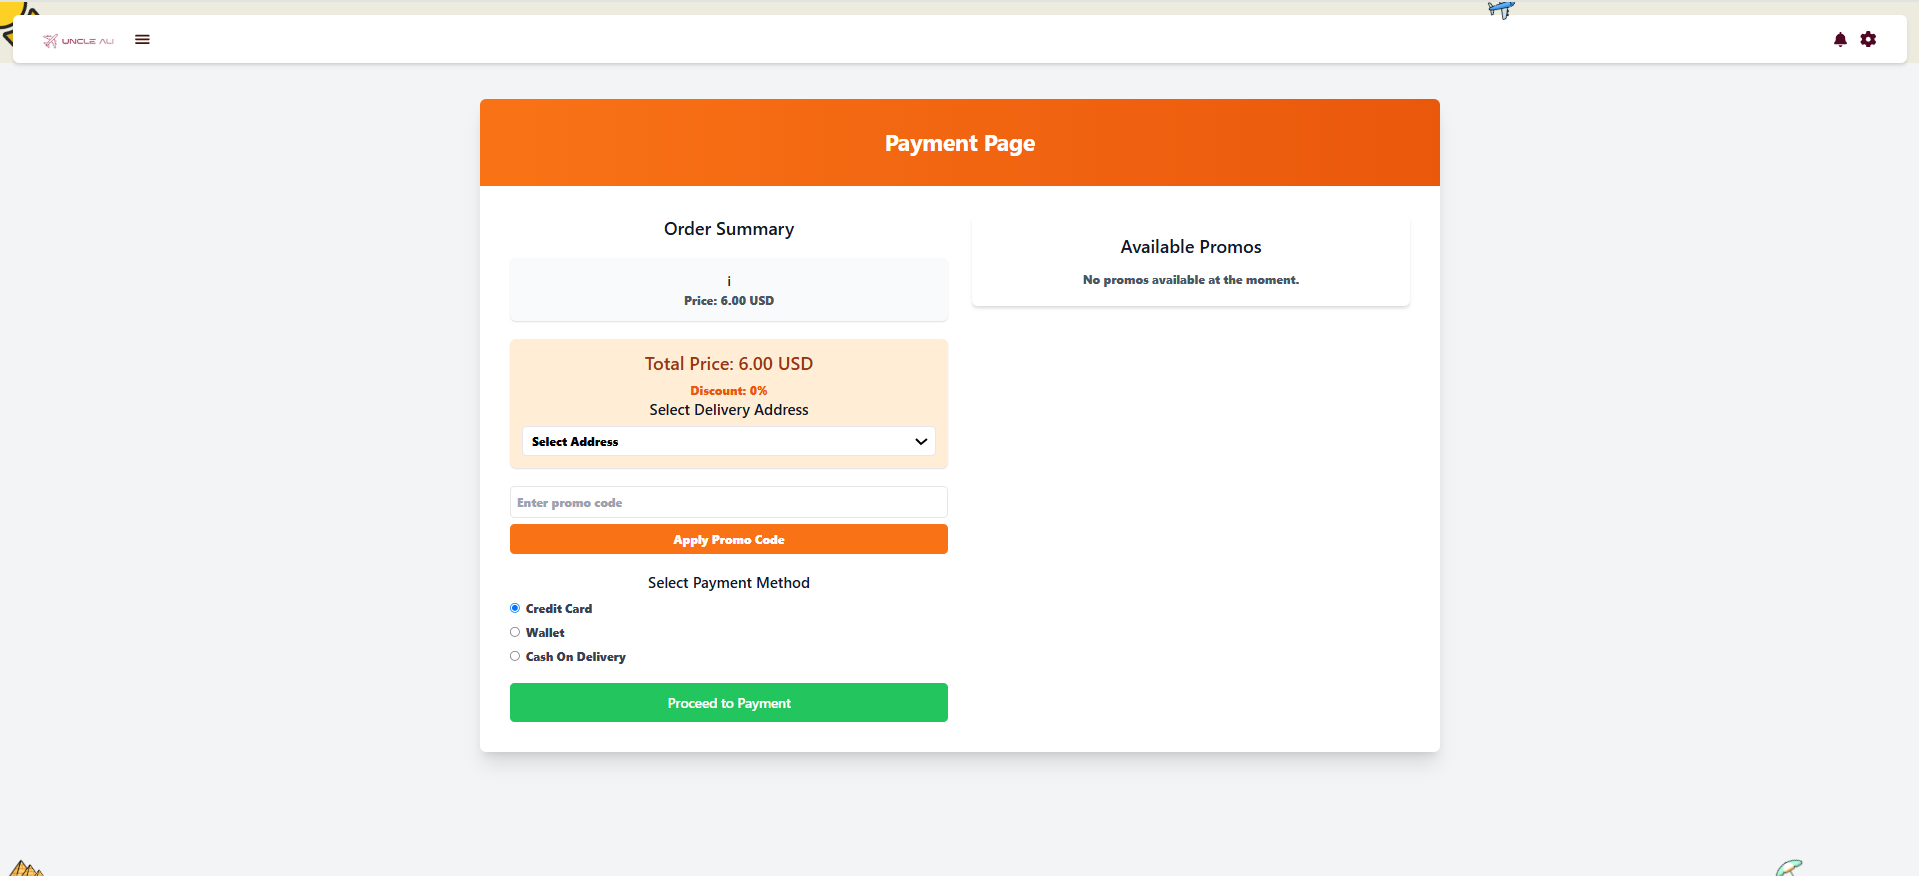 UNCLE ALI
Payment Page
Order Summary
i
Price: 6.00 USD
Total Price: 6.00 USD
Discount: 0%
Select Delivery Address
Select Address
Enter promo code
Apply Promo Code
Select Payment Method
Credit Card
Wallet
Cash On Delivery
Proceed to Payment
Available Promos
No promos available at the moment.